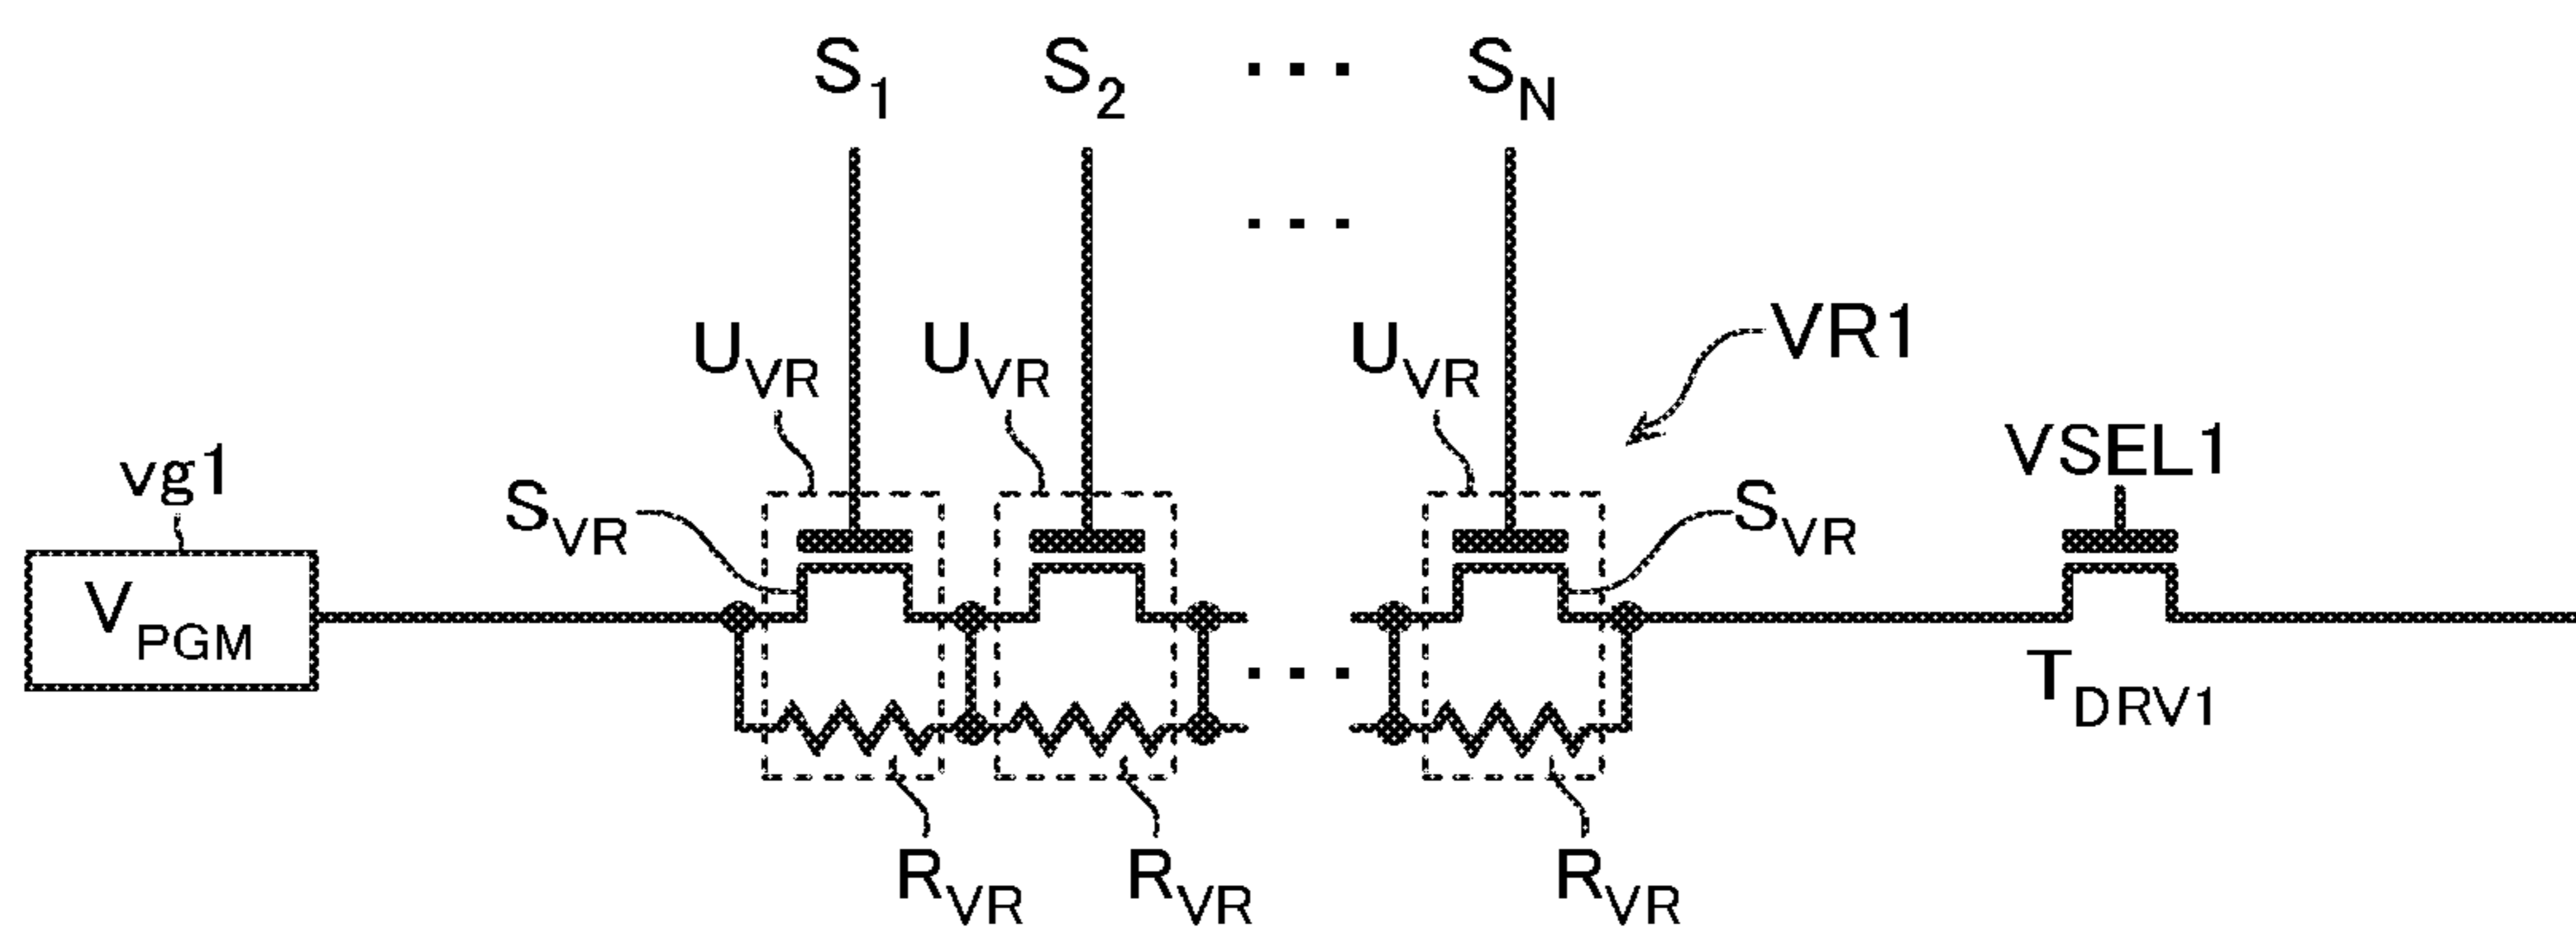 S1 S2 ... SN
...
UVR UVR UVR VR1
vg1 SVR SVR VSEL1
VPGM ... TDRV1
RVR RVR RVR